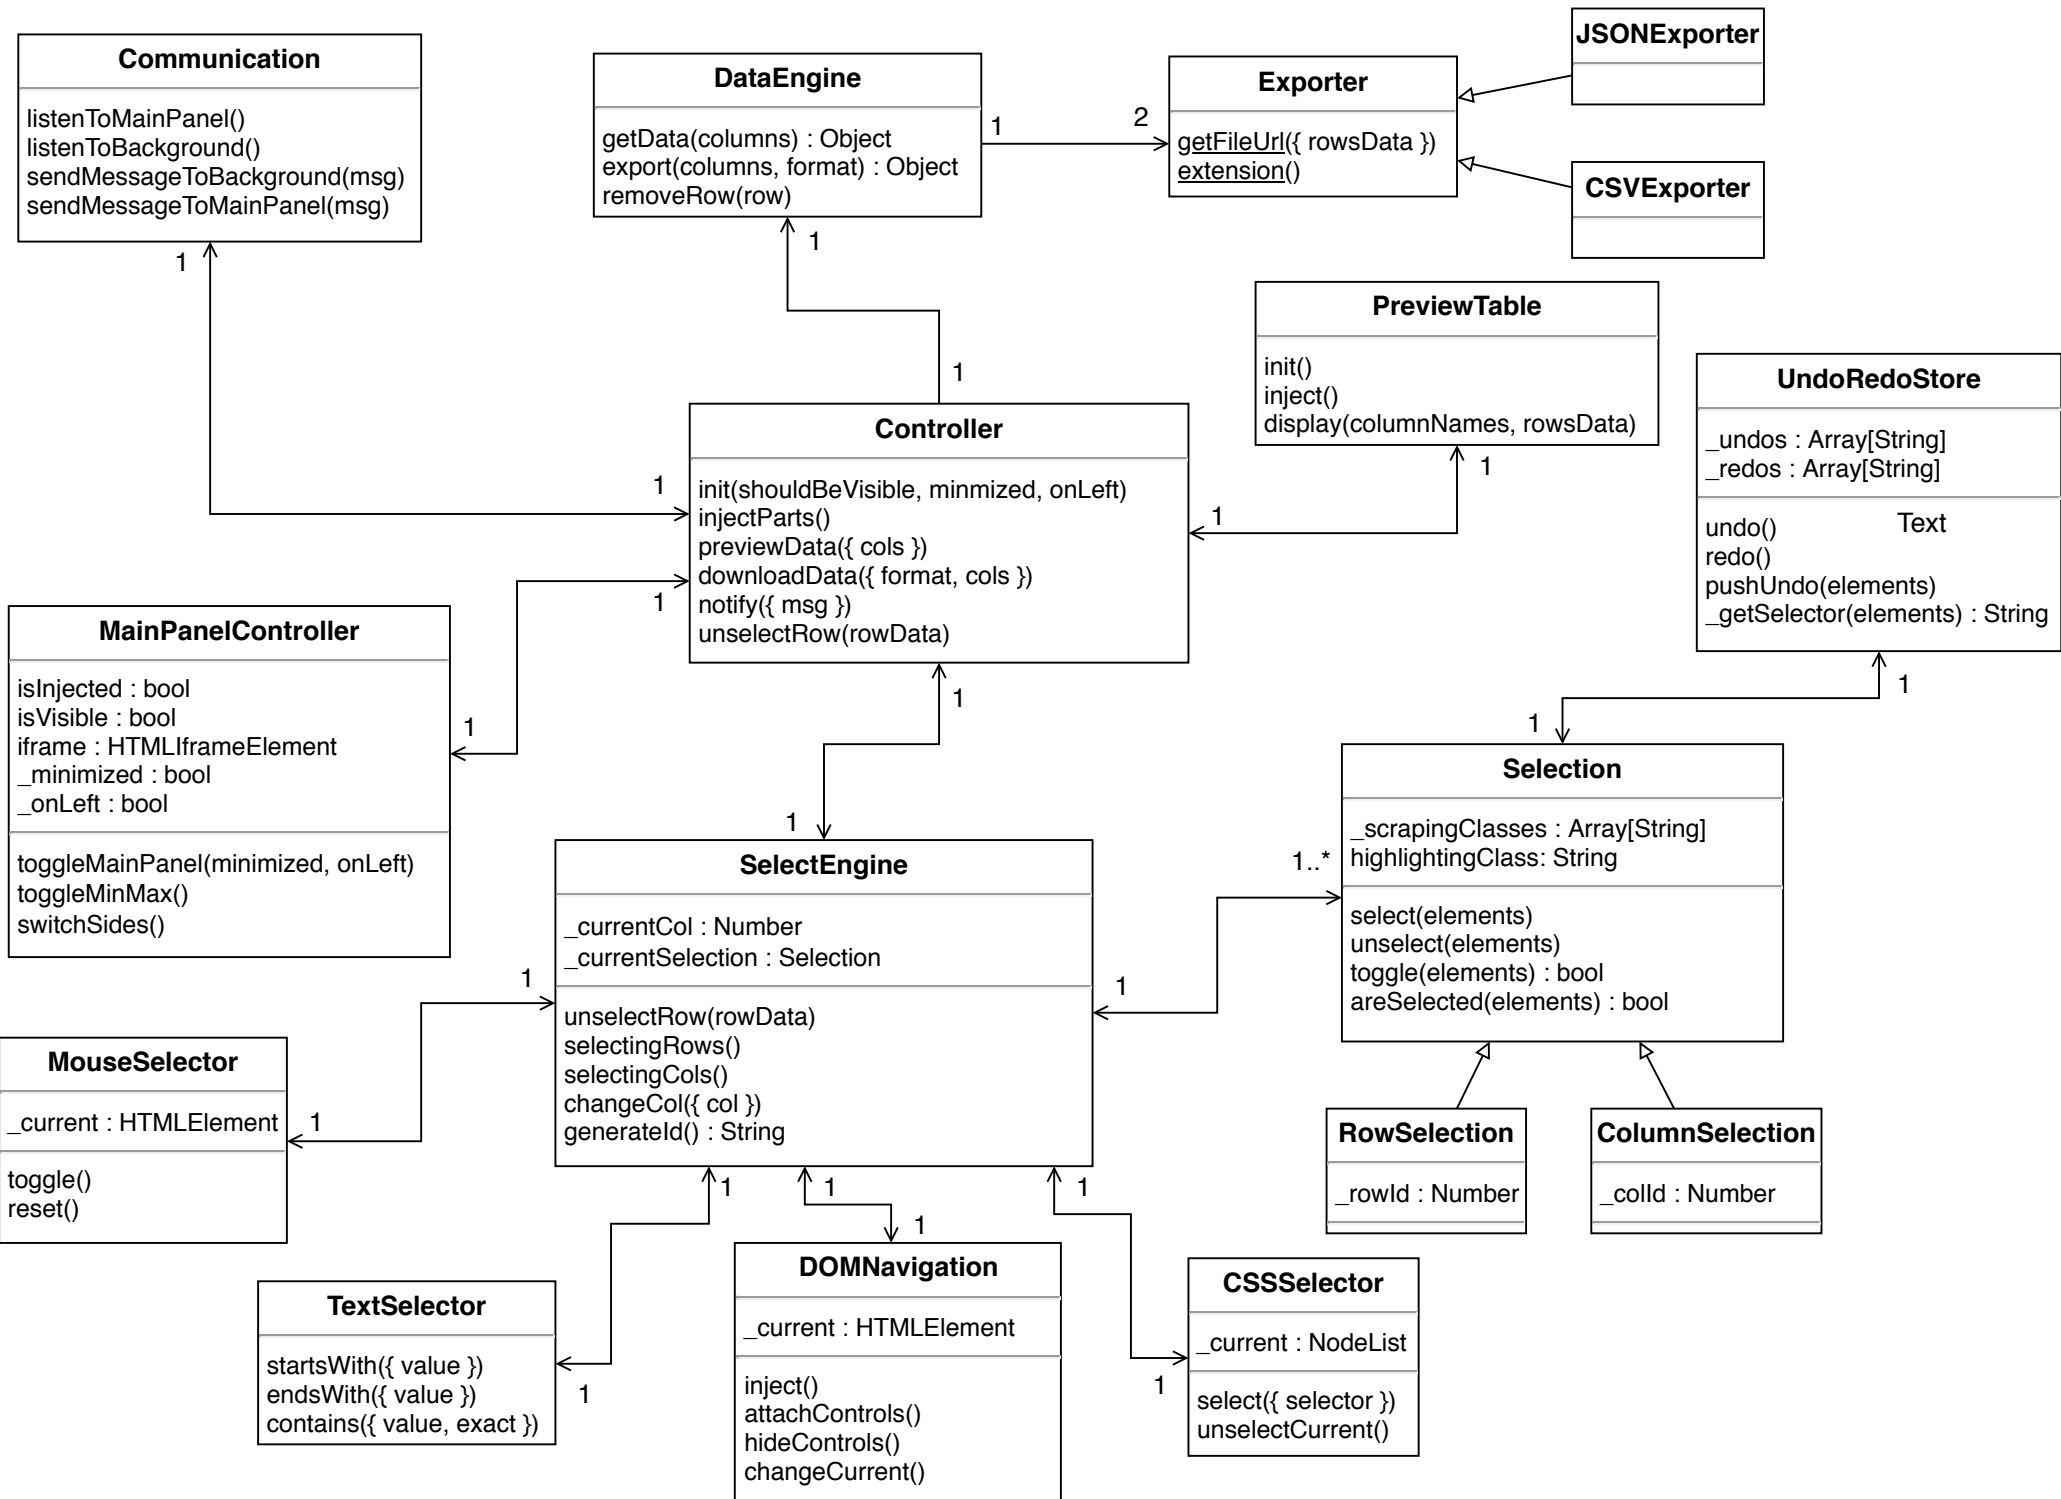 Communication
listenToMainPanel()
listenToBackground()
sendMessageToBackground(msg)
sendMessageToMainPanel(msg)
1
DataEngine
getData(columns) : Object
export(columns, format) : Object
removeRow(row)
1
1
2
Exporter
getFileUrl({ rowsData })
extension()
JSONExporter
CSVExporter
PreviewTable
init()
inject()
display(columnNames, rowsData)
1
UndoRedoStore
_undos : Array[String]
_redos : Array[String]
undo()
Text
redo()
pushUndo(elements)
_getSelector(elements) : String
1
1
Controller
init(shouldBeVisible, minmized, onLeft)
injectParts()
previewData({ cols })
downloadData({ format, cols })
notify({ msg })
unselectRow(rowData)
1
1
1
1
MainPanelController
isInjected : bool
isVisible : bool
iframe : HTMLIframeElement
_minimized : bool
_onLeft : bool
toggleMainPanel(minimized, onLeft)
toggleMinMax()
switchSides()
1
1
Selection
_scrapingClasses : Array[String]
highlightingClass: String
select(elements)
unselect(elements)
toggle(elements) : bool
areSelected(elements) : bool
1..*
1
SelectEngine
_currentCol : Number
_currentSelection : Selection
unselectRow(rowData)
selectingRows()
selectingCols()
changeCol({ col })
generateId() : String
1
1
1
1
1
MouseSelector
_current : HTMLElement
toggle()
reset()
1
RowSelection
_rowId : Number
ColumnSelection
_colId : Number
TextSelector
startsWith({ value })
endsWith({ value })
contains({ value, exact })
1
DOMNavigation
_current : HTMLElement
inject()
attachControls()
hideControls()
changeCurrent()
1
CSSSelector
_current : NodeList
select({ selector })
unselectCurrent()
1